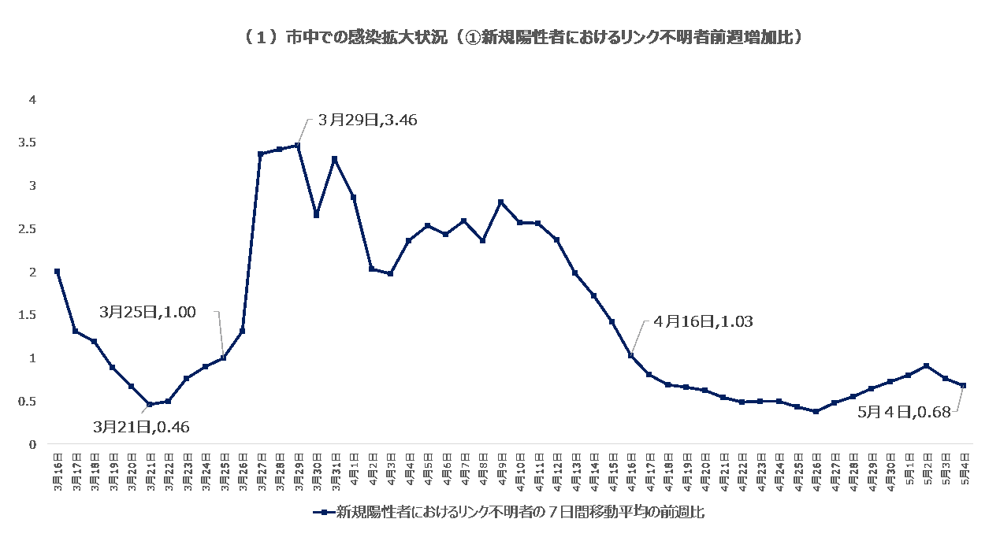 （１）市中での感染拡大状況（①新規陽性者におけるリンク不明者前週増加比）
4
3.5
3
2.5
2
1.5
1
0.5
0
３月29日,3.46
3月25日,1.00
3月21日,0.46
４月16日,1.03
5月４日,0.68
3月16日
3月17日
3月18日
3月19日
3月20日
3月21日
3月22日
3月23日
3月24日
3月25日
3月26日
3月27日
3月28日
3月29日
3月30日
3月31日
4月1日
4月2日
4月3日
4月4日
4月5日
4月6日
4月7日
4月8日
4月9日
4月10日
4月11日
4月12日
4月13日
4月14日
4月15日
4月16日
4月17日
4月18日
4月19日
4月20日
4月21日
4月22日
4月23日
4月24日
4月25日
4月26日
4月27日
4月28日
4月29日
4月30日
5月1日
5月2日
5月3日
5月4日
新規陽性者におけるリンク不明者の７日間移動平均の前週比